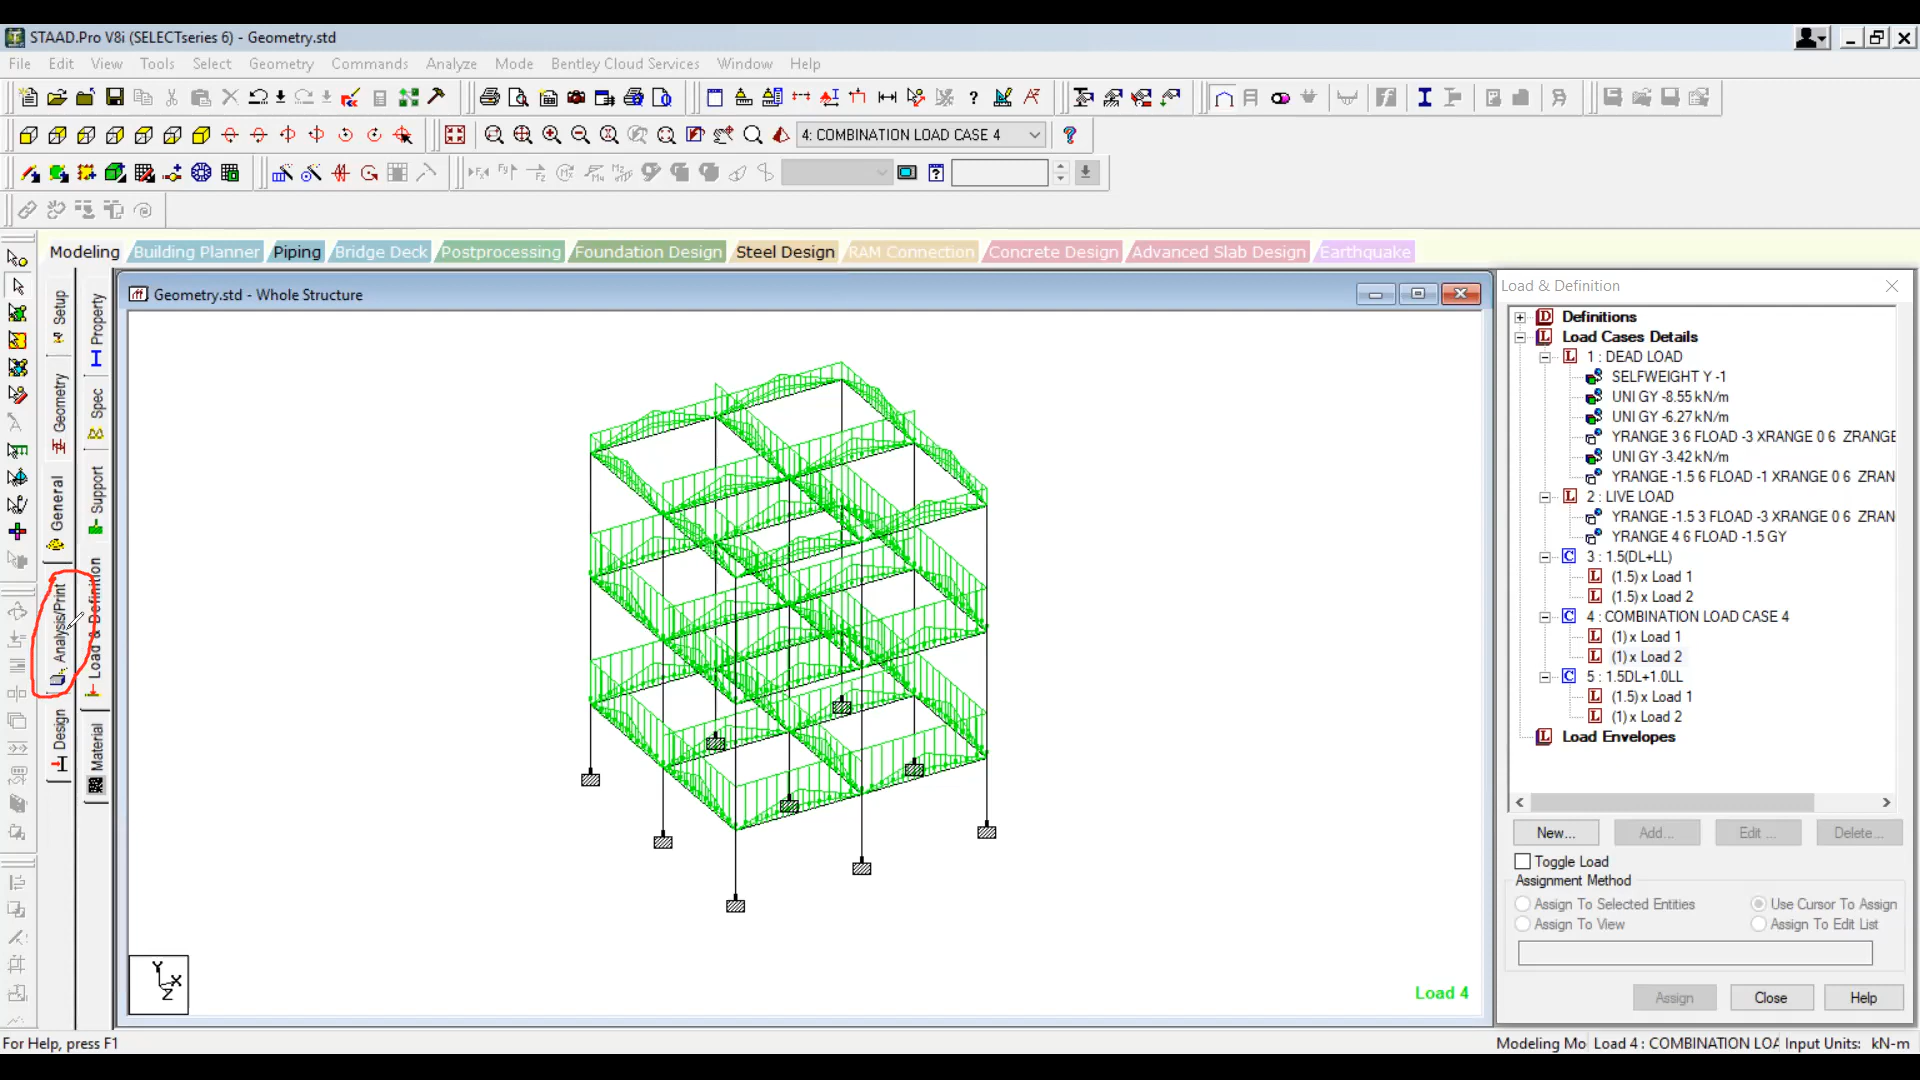 STAAD.Pro V8i (SELECTseries 6) - Geometry.std
File Edit View Tools Select Geometry Commands Analyze Mode Bentley Cloud Services Window Help
4: COMBINATION LOAD CASE 4
Modeling Building Planner Piping Bridge Deck Postprocessing Foundation Design Steel Design RAM Connection Concrete Design Advanced Slab Design Earthquake
Setup
Geometry
General
Analysis/Print
Design
Property
Spec
Support
Load & Definition
Material
Geometry.std - Whole Structure
Y
X
Z
Load 4
Load & Definition
Definitions
Load Cases Details
1 : DEAD LOAD
SELFWEIGHT Y -1
UNI GY -8.55 kN/m
UNI GY -6.27 kN/m
YRANGE 3 6 FLOAD -3 XRANGE 0 6 ZRANGE
UNI GY -3.42 kN/m
YRANGE -1.5 6 FLOAD -1 XRANGE 0 6 ZRAN
2 : LIVE LOAD
YRANGE -1.5 3 FLOAD -3 XRANGE 0 6 ZRAN
YRANGE 4 6 FLOAD -1.5 GY
3 : 1.5(DL+LL)
(1.5) x Load 1
(1.5) x Load 2
4 : COMBINATION LOAD CASE 4
(1) x Load 1
(1) x Load 2
5 : 1.5DL+1.0LL
(1.5) x Load 1
(1) x Load 2
Load Envelopes
New... Add... Edit ... Delete...
Toggle Load
Assignment Method
Assign To Selected Entities Use Cursor To Assign
Assign To View Assign To Edit List
Assign Close Help
For Help, press F1 Modeling Mo Load 4 : COMBINATION LOA Input Units: kN-m